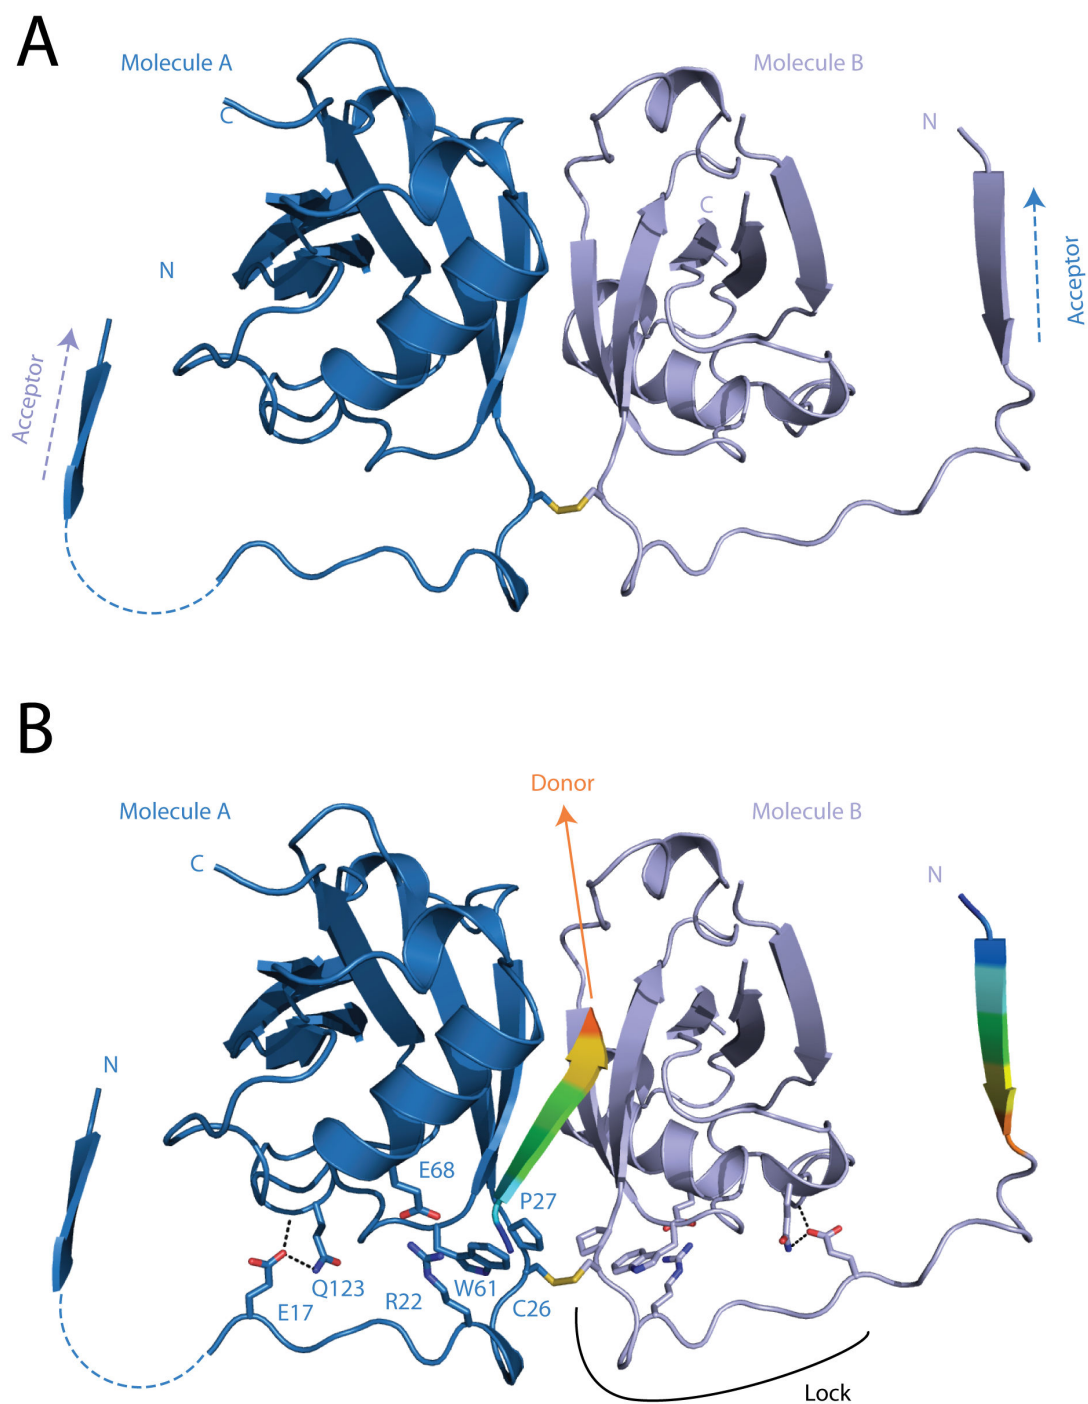 A
Molecule A
Molecule B
C
N
C
N
Acceptor
Acceptor
B
Donor
Molecule A
Molecule B
C
N
N
E68
P27
Q123
W61
R22
C26
E17
Lock